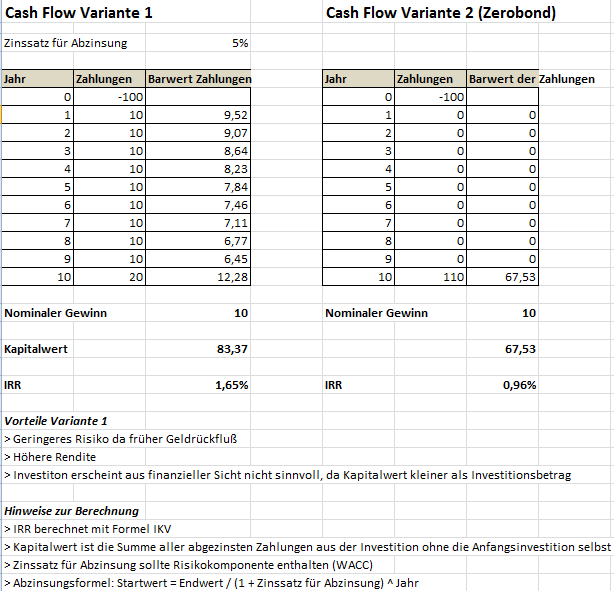 Cash Flow Variante 1 Cash Flow Variante 2 (Zerobond)
Zinssatz für Abzinsung 5%
Jahr Zahlungen Barwert Zahlungen Jahr Zahlungen Barwert der Zahlungen
0 -100 0 -100
1 10 9,52 1 0 0
2 10 9,07 2 0 0
3 10 8,64 3 0 0
4 10 8,23 4 0 0
5 10 7,84 5 0 0
6 10 7,46 6 0 0
7 10 7,11 7 0 0
8 10 6,77 8 0 0
9 10 6,45 9 0 0
10 20 12,28 10 110 67,53
Nominaler Gewinn 10 Nominaler Gewinn 10
Kapitalwert 83,37 67,53
IRR 1,65% IRR 0,96%
Vorteile Variante 1
> Geringeres Risiko da früher Geldrückfluß
> Höhere Rendite
> Investiton erscheint aus finanzieller Sicht nicht sinnvoll, da Kapitalwert kleiner als Investitionsbetrag
Hinweise zur Berechnung
> IRR berechnet mit Formel IKV
> Kapitalwert ist die Summe aller abgezinsten Zahlungen aus der Investition ohne die Anfangsinvestition selbst
> Zinssatz für Abzinsung sollte Risikokomponente enthalten (WACC)
> Abzinsungsformel: Startwert = Endwert / (1 + Zinssatz für Abzinsung) ^ Jahr